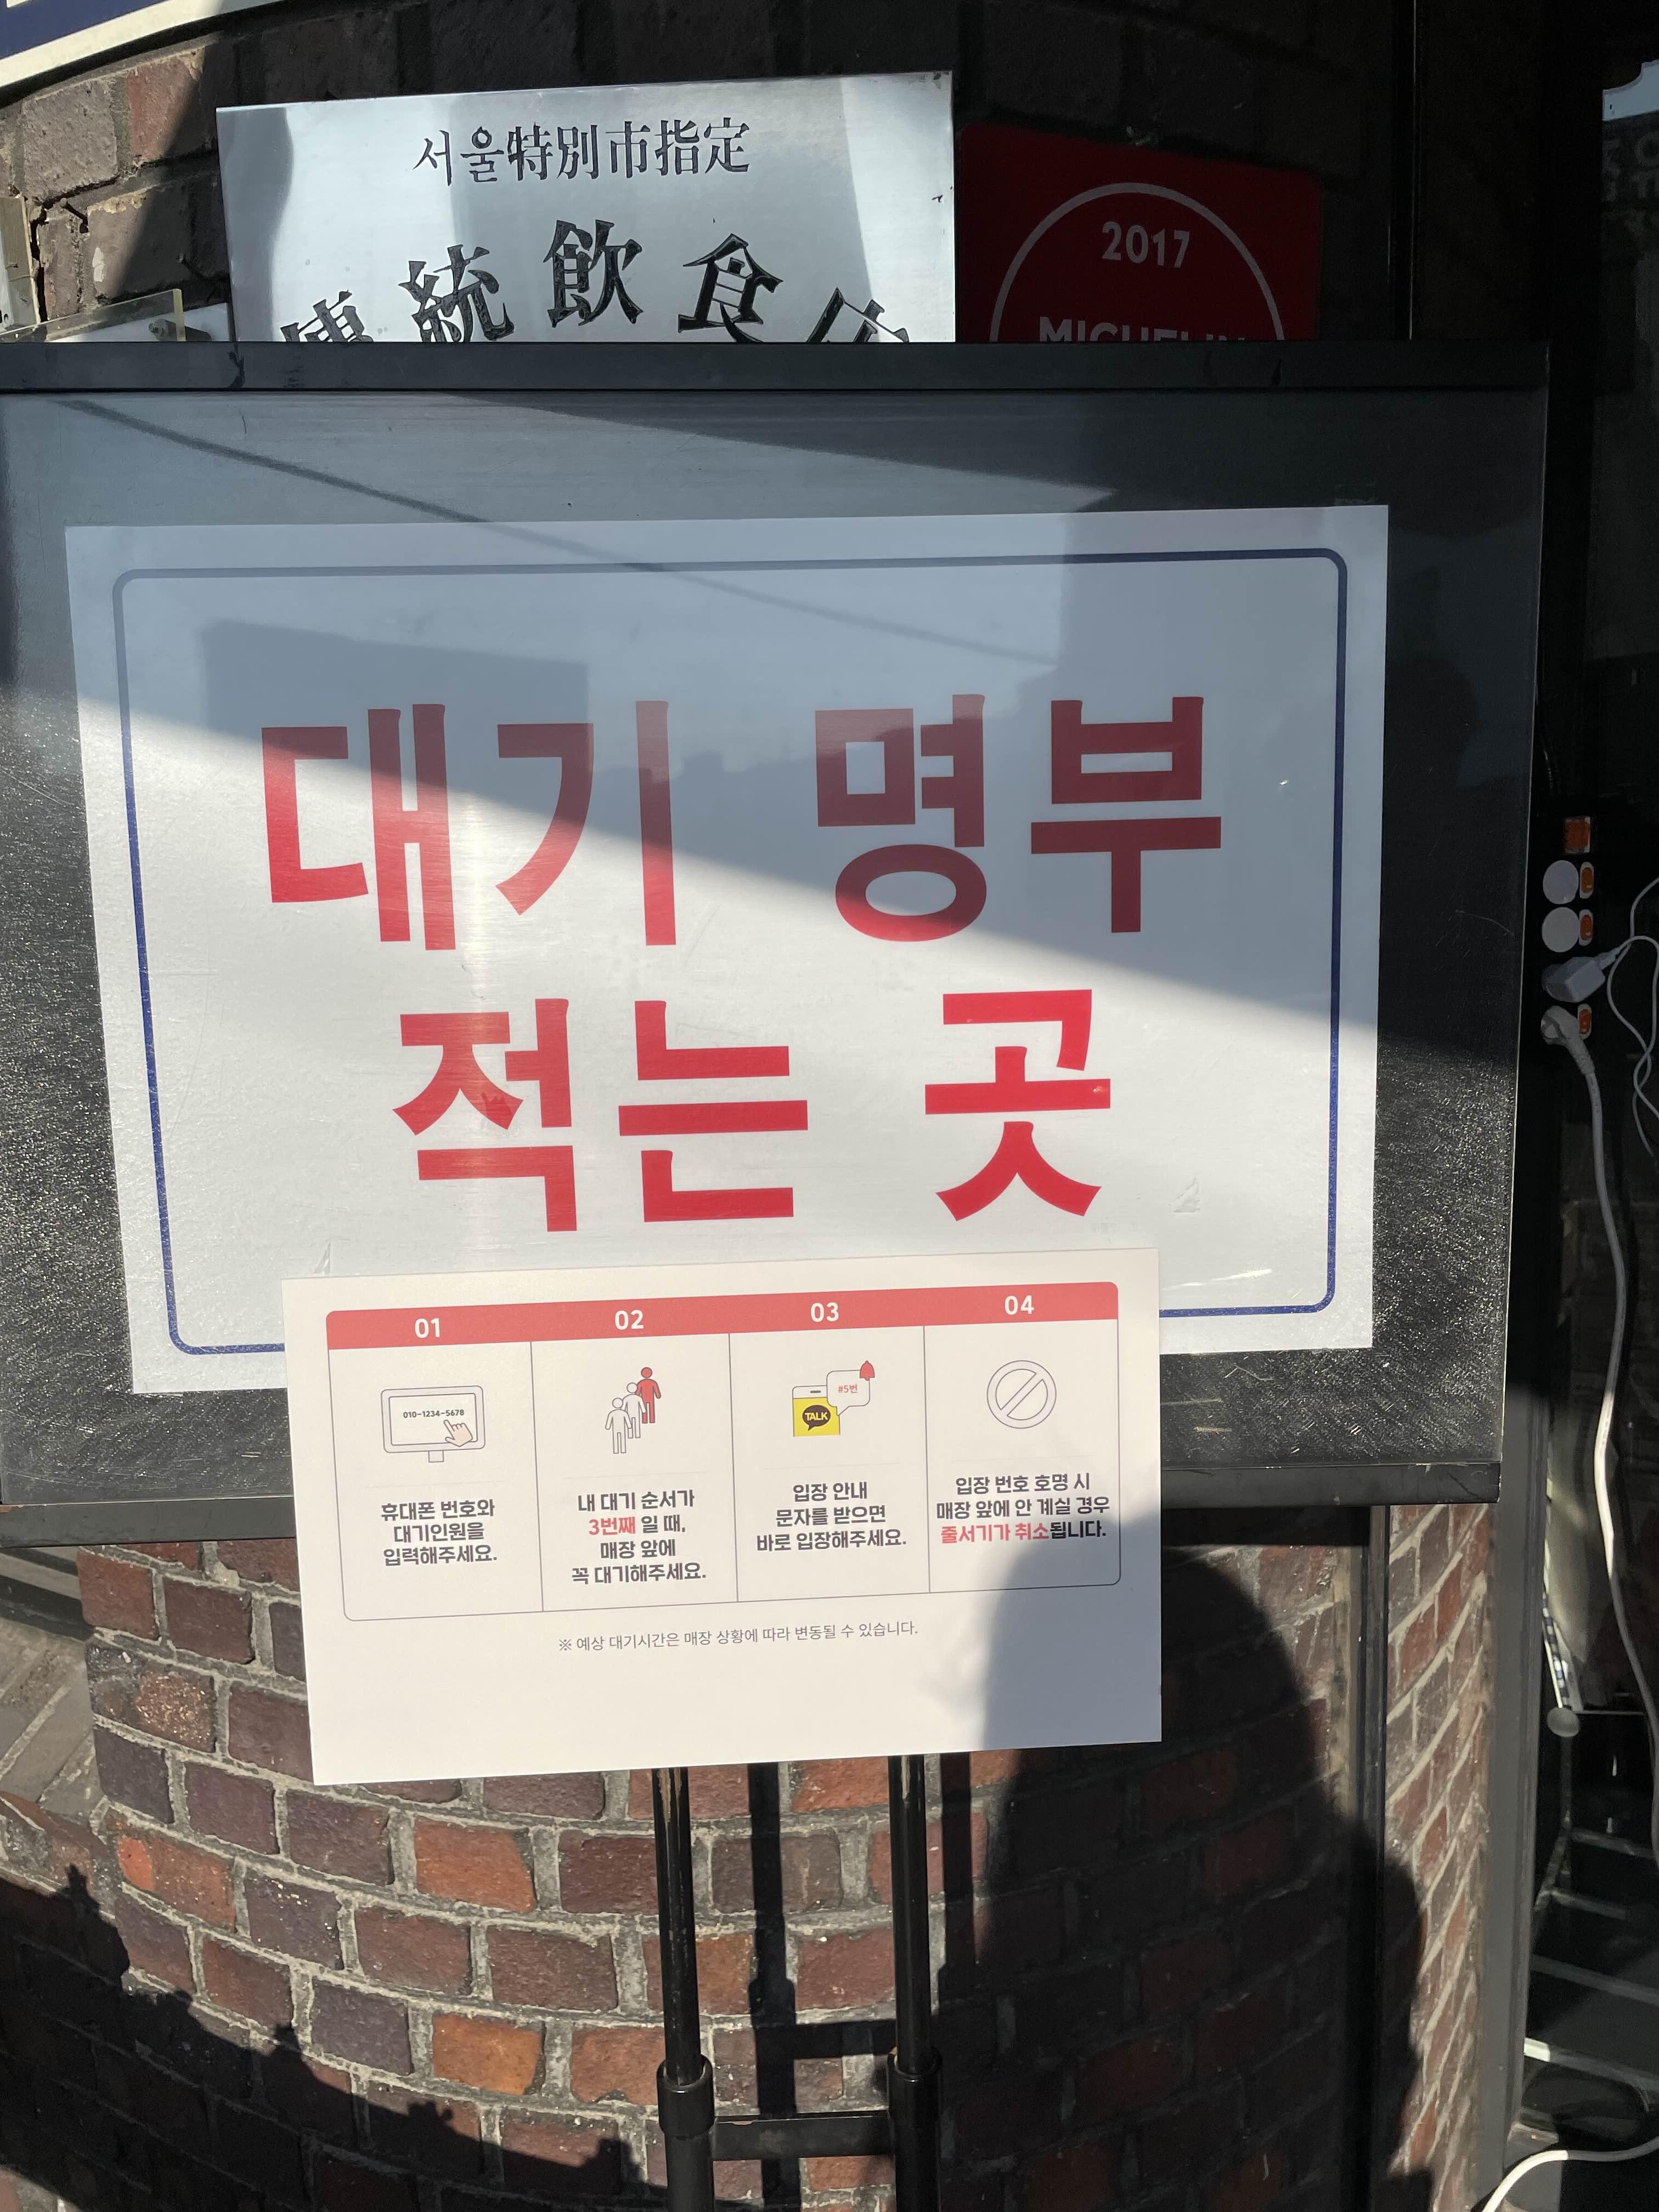 서울特別市指定
傳統飮食店
2017
MICHELIN
대기 명부
적는 곳
01
010-1234-5678
휴대폰 번호와
대기인원을
입력해주세요.
02
내 대기 순서가
3번째 일 때,
매장 앞에
꼭 대기해주세요.
03
#5번
TALK
입장 안내
문자를 받으면
바로 입장해주세요.
04
입장 번호 호명 시
매장 앞에 안 계실 경우
줄서기가 취소됩니다.
※ 예상 대기시간은 매장 상황에 따라 변동될 수 있습니다.